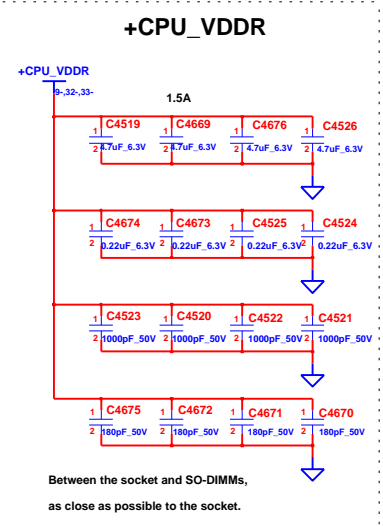 +CPU_VDDR
+CPU_VDDR
9-,32-,33-
1.5A
C4519 C4669 C4676 C4526
1 1 1 1
2 4.7uF_6.3V 2 4.7uF_6.3V 2 4.7uF_6.3V 2 4.7uF_6.3V
C4674 C4673 C4525 C4524
1 1 1 1
2 0.22uF_6.3V 2 0.22uF_6.3V 2 0.22uF_6.3V 2 0.22uF_6.3V
C4523 C4520 C4522 C4521
1 1 1 1
2 1000pF_50V 2 1000pF_50V 2 1000pF_50V 2 1000pF_50V
C4675 C4672 C4671 C4670
1 1 1 1
2 180pF_50V 2 180pF_50V 2 180pF_50V 2 180pF_50V
Between the socket and SO-DIMMs,
as close as possible to the socket.